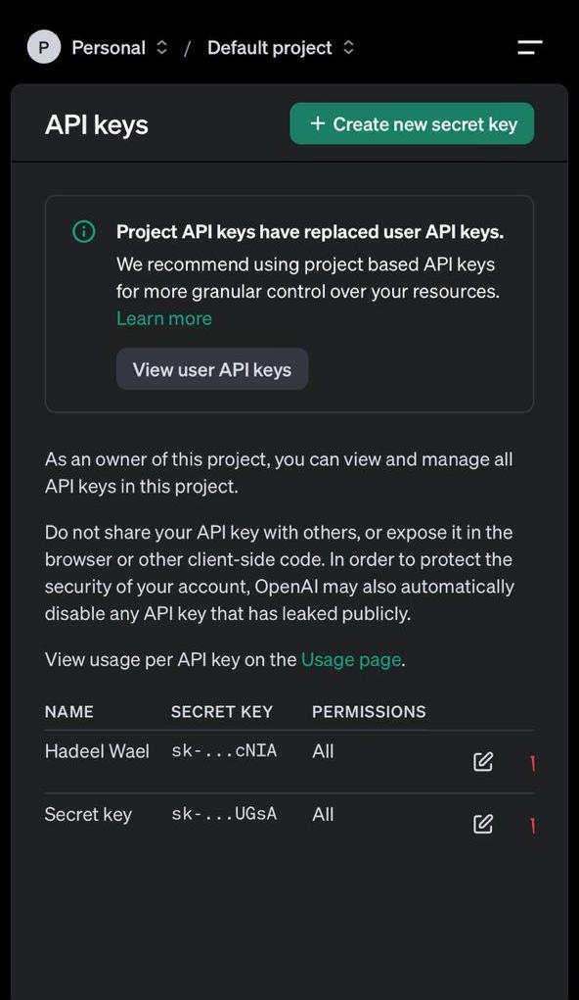 P Personal / Default project
API keys
+ Create new secret key
Project API keys have replaced user API keys.
We recommend using project based API keys
for more granular control over your resources.
Learn more
View user API keys
As an owner of this project, you can view and manage all
API keys in this project.
Do not share your API key with others, or expose it in the
browser or other client-side code. In order to protect the
security of your account, OpenAI may also automatically
disable any API key that has leaked publicly.
View usage per API key on the Usage page.
NAME SECRET KEY PERMISSIONS
Hadeel Wael sk-...cNIA All
Secret key sk-...UGsA All